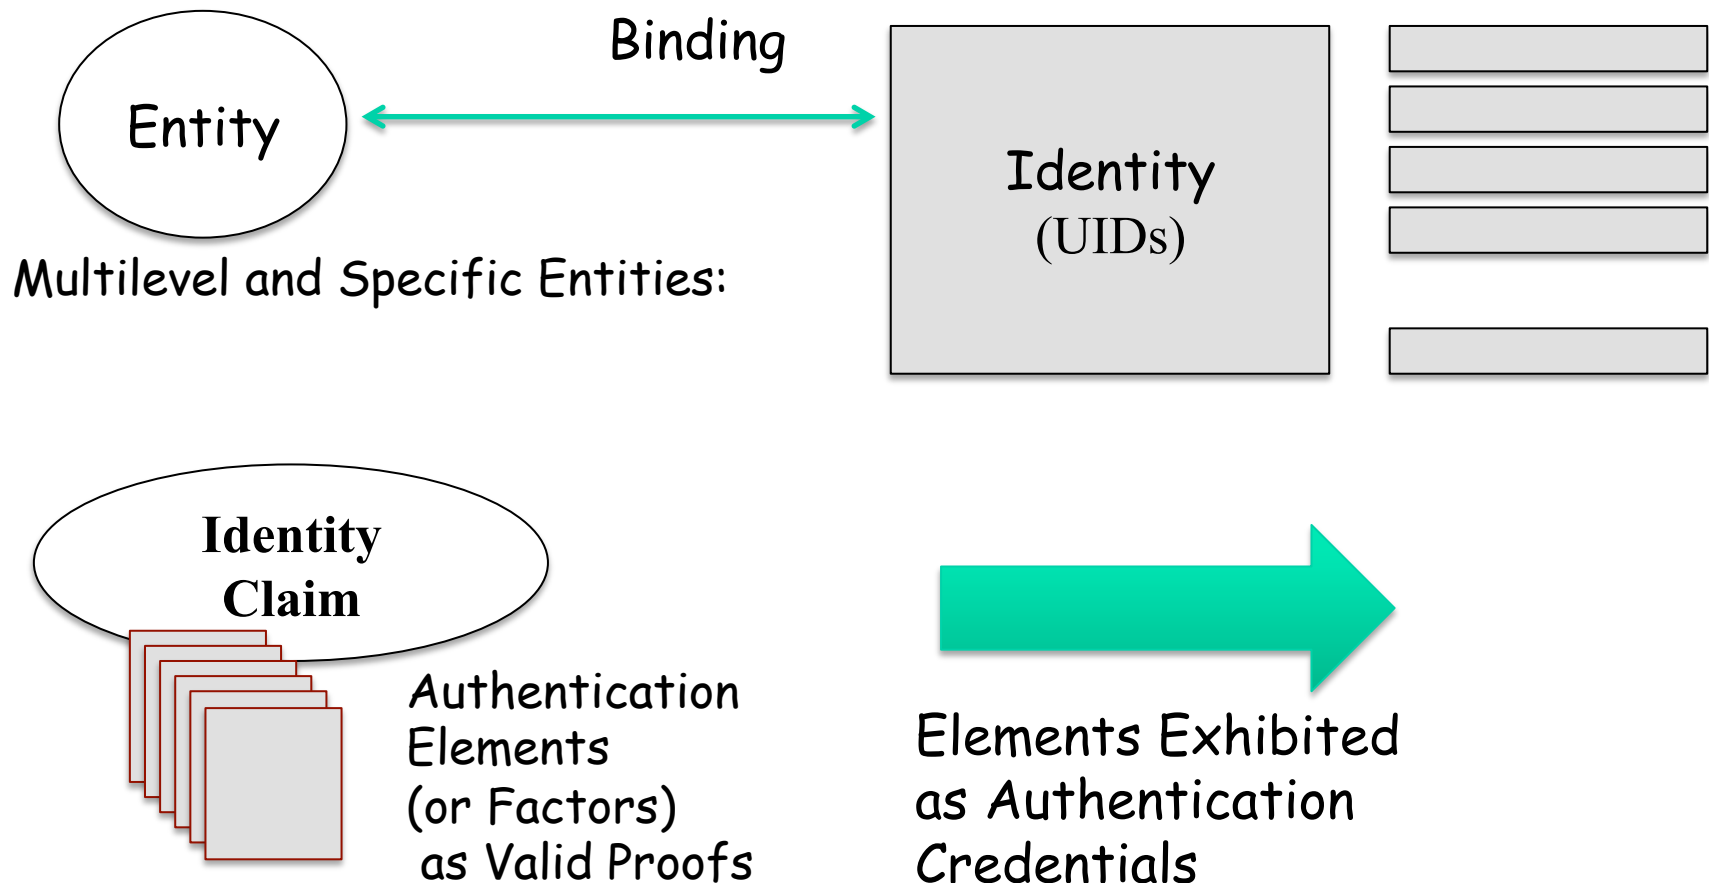 Binding
Entity
Identity
(UIDs)
Multilevel and Specific Entities:
Identity
Claim
Authentication
Elements
(or Factors)
as Valid Proofs
Elements Exhibited
as Authentication
Credentials